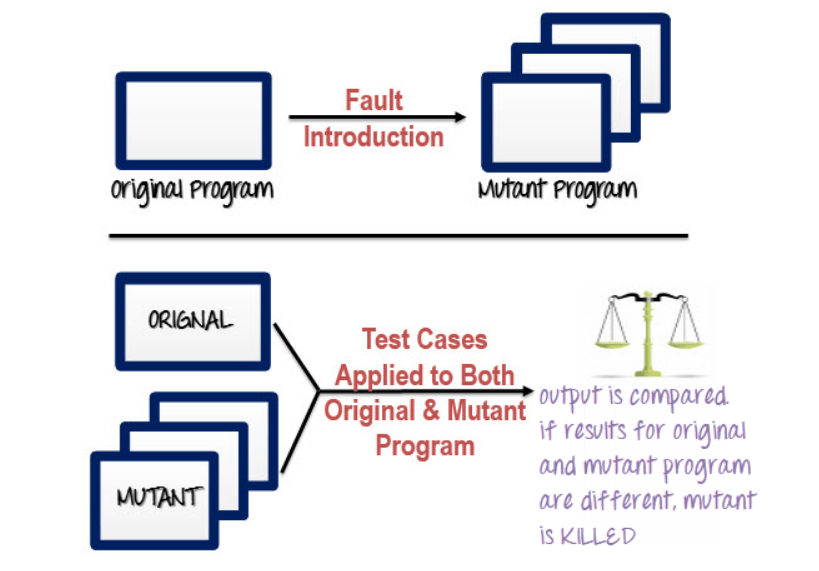 Fault
Introduction
Original Program
Mutant Program
ORIGNAL
MUTANT
Test Cases
Applied to Both
Original & Mutant
Program
output is compared.
if results for original
and mutant program
are different, mutant
is KILLED